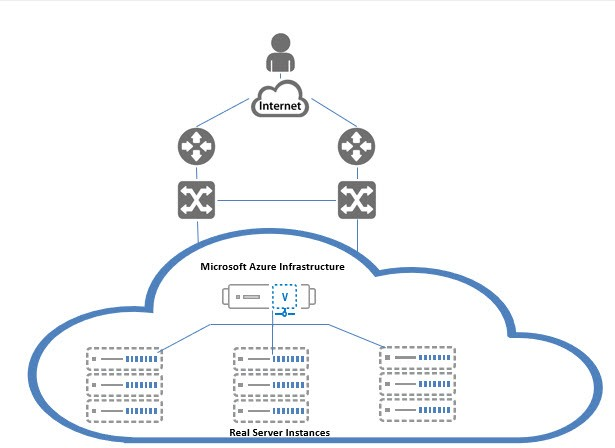 Internet
Microsoft Azure Infrastructure
V
Real Server Instances